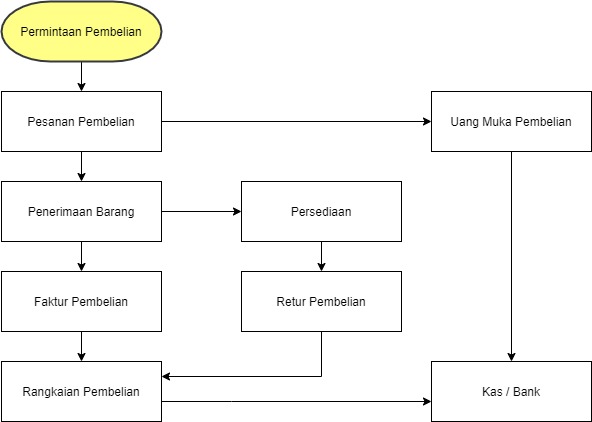 Permintaan Pembelian
Pesanan Pembelian
Uang Muka Pembelian
Penerimaan Barang
Persediaan
Faktur Pembelian
Retur Pembelian
Rangkaian Pembelian
Kas / Bank